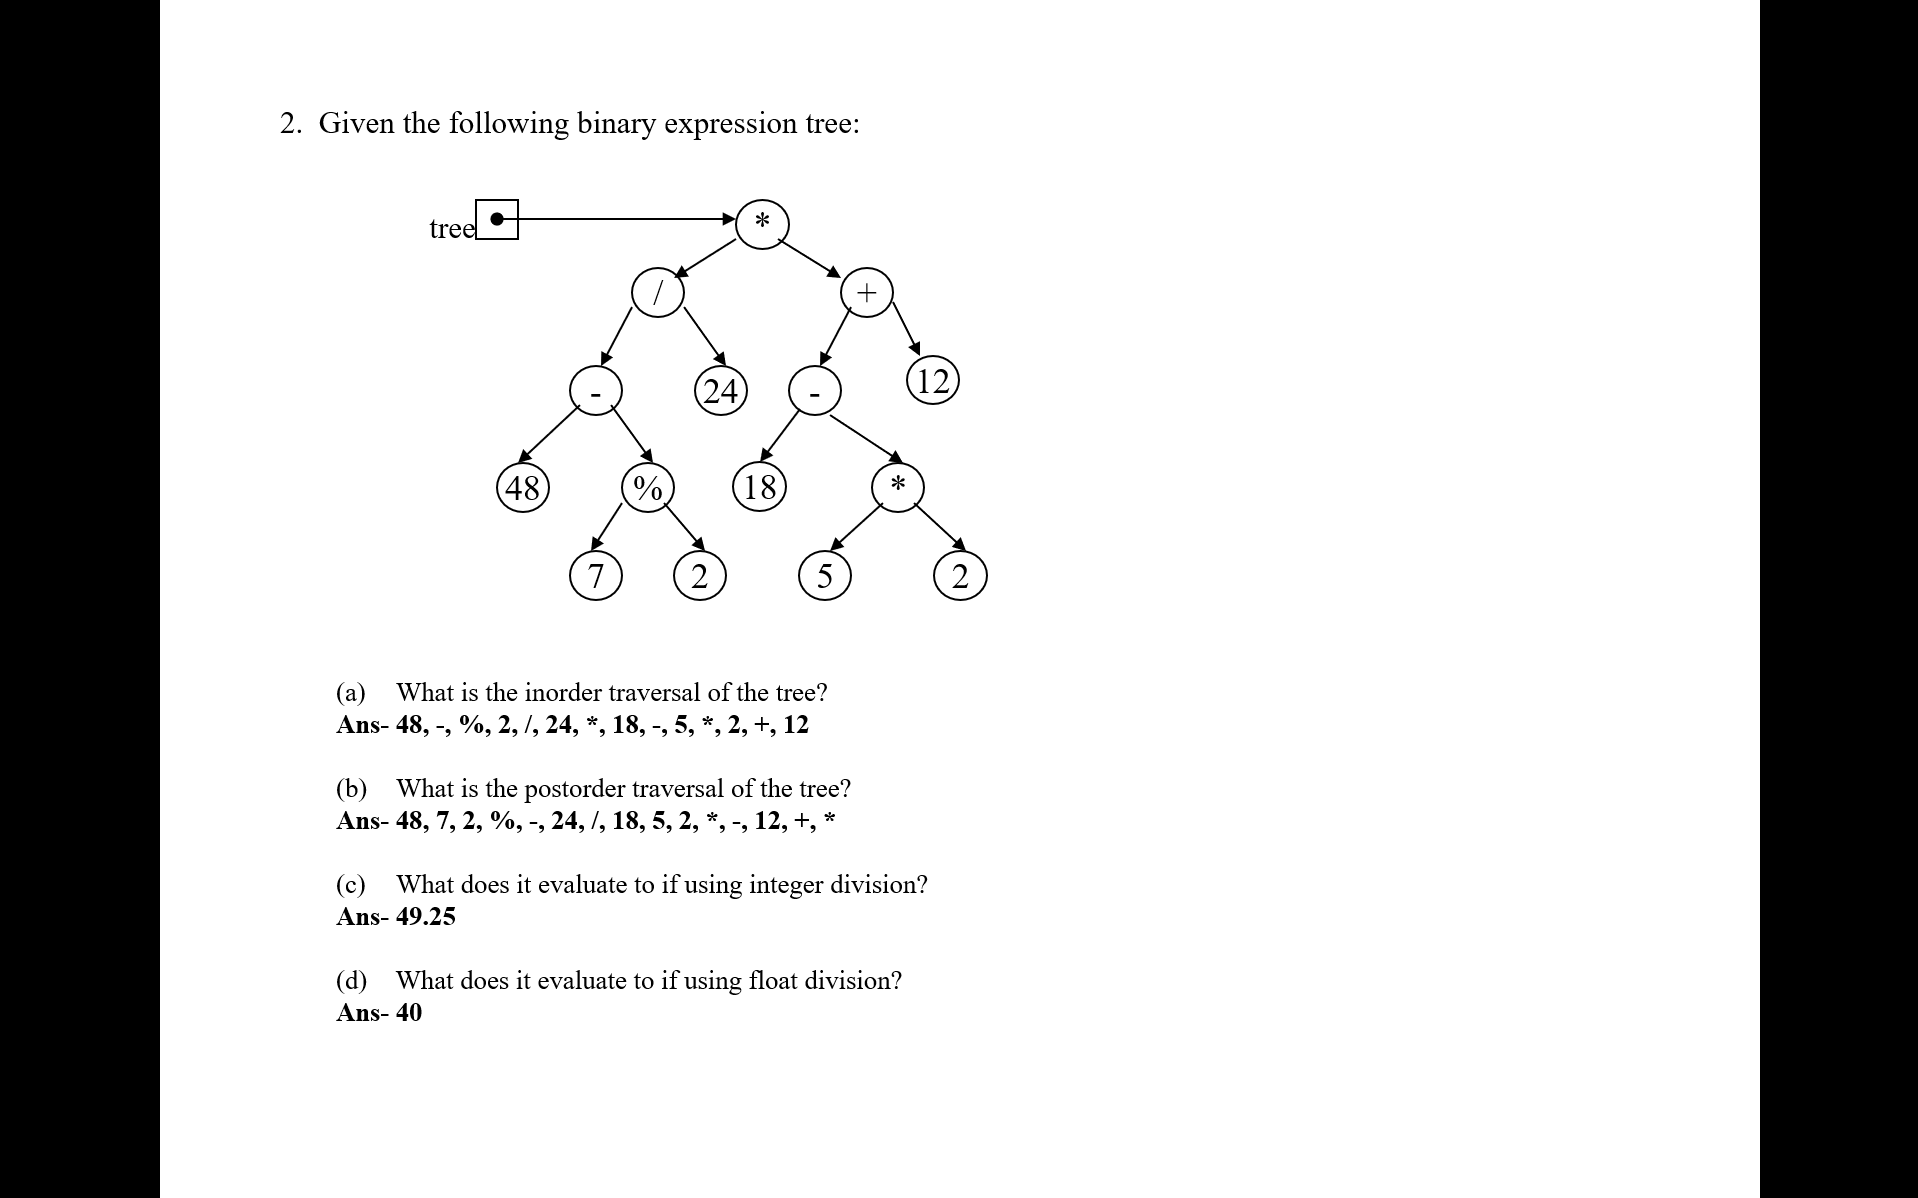 2. Given the following binary expression tree:
tree
*
/
+
-
24
-
12
48
%
18
*
7
2
5
2
(a) What is the inorder traversal of the tree?
Ans- 48, -, %, 2, /, 24, *, 18, -, 5, *, 2, +, 12
(b) What is the postorder traversal of the tree?
Ans- 48, 7, 2, %, -, 24, /, 18, 5, 2, *, -, 12, +, *
(c) What does it evaluate to if using integer division?
Ans- 49.25
(d) What does it evaluate to if using float division?
Ans- 40